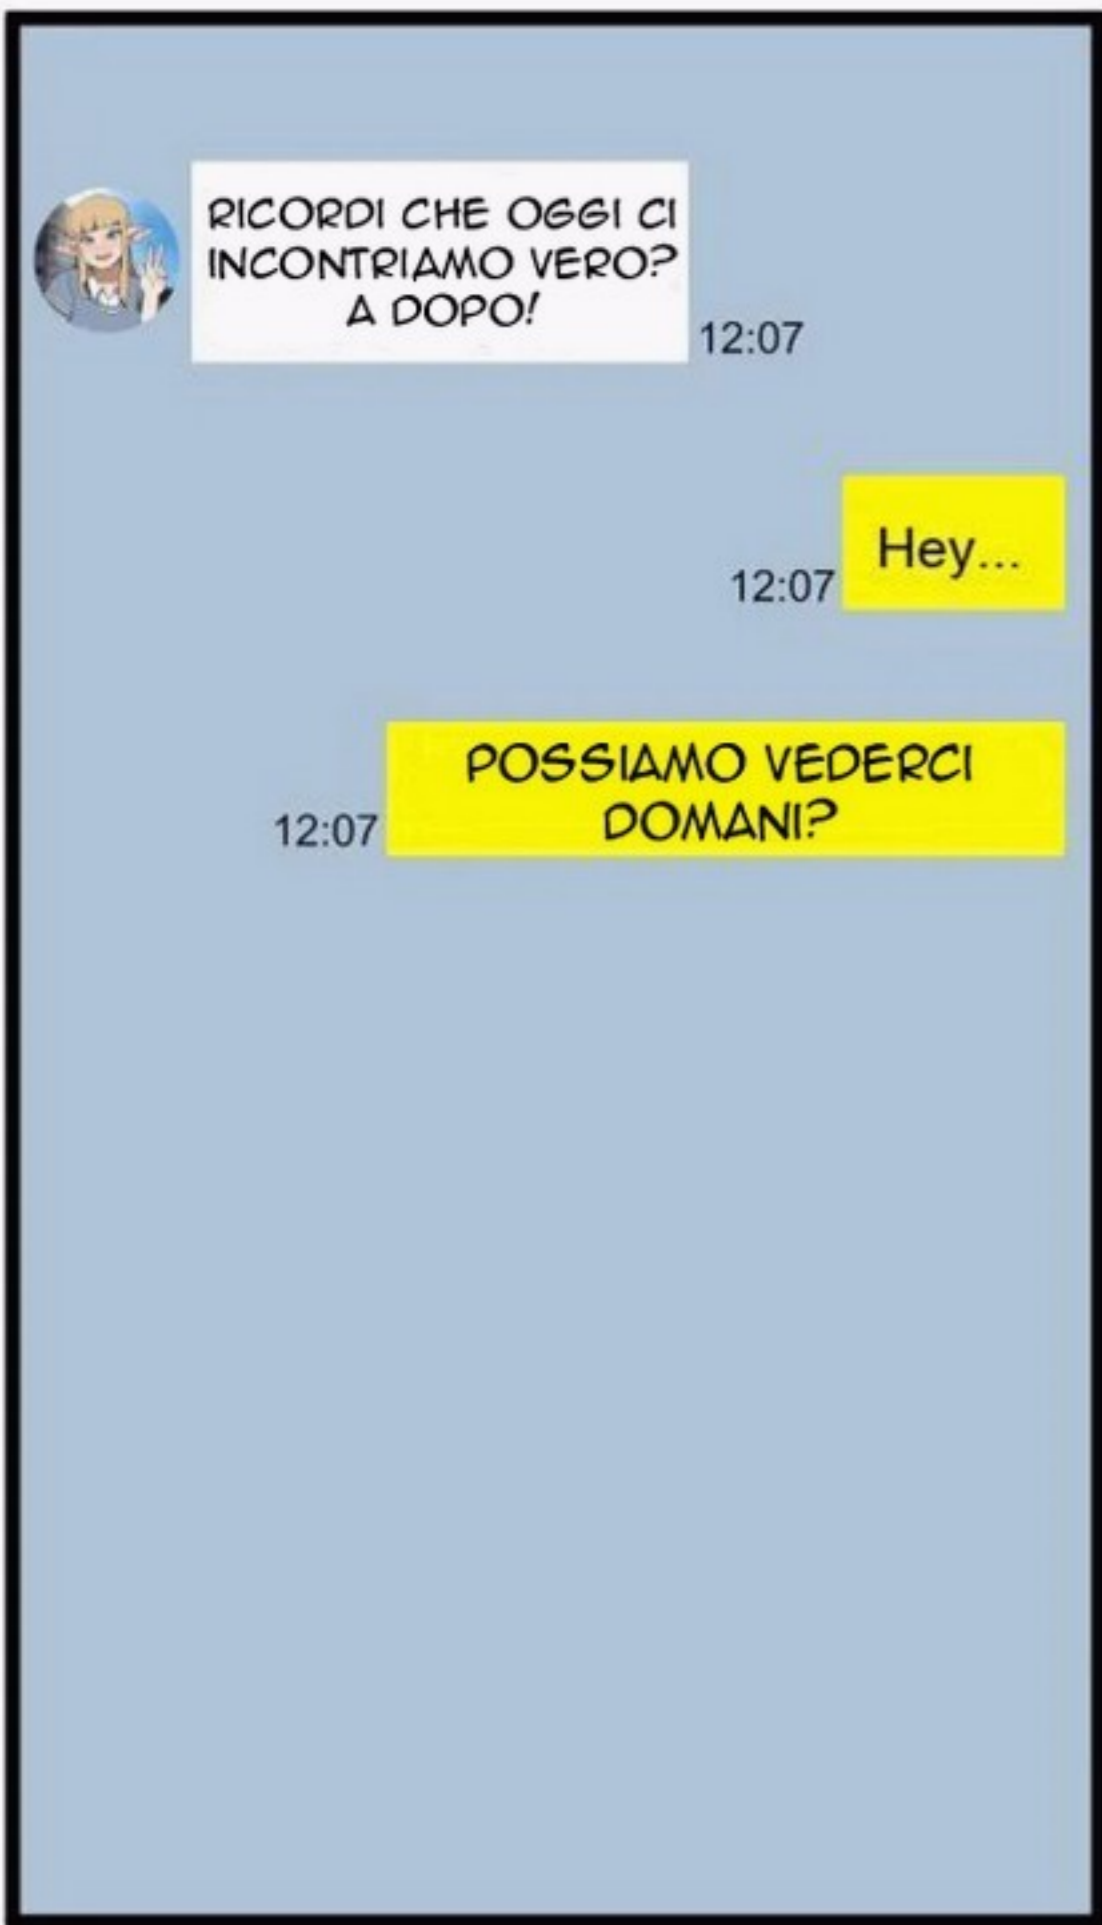 RICORDI CHE OGGI CI
INCONTRIAMO VERO?
A DOPO!
12:07
Hey...
12:07
POSSIAMO VEDERCI
DOMANI?
12:07